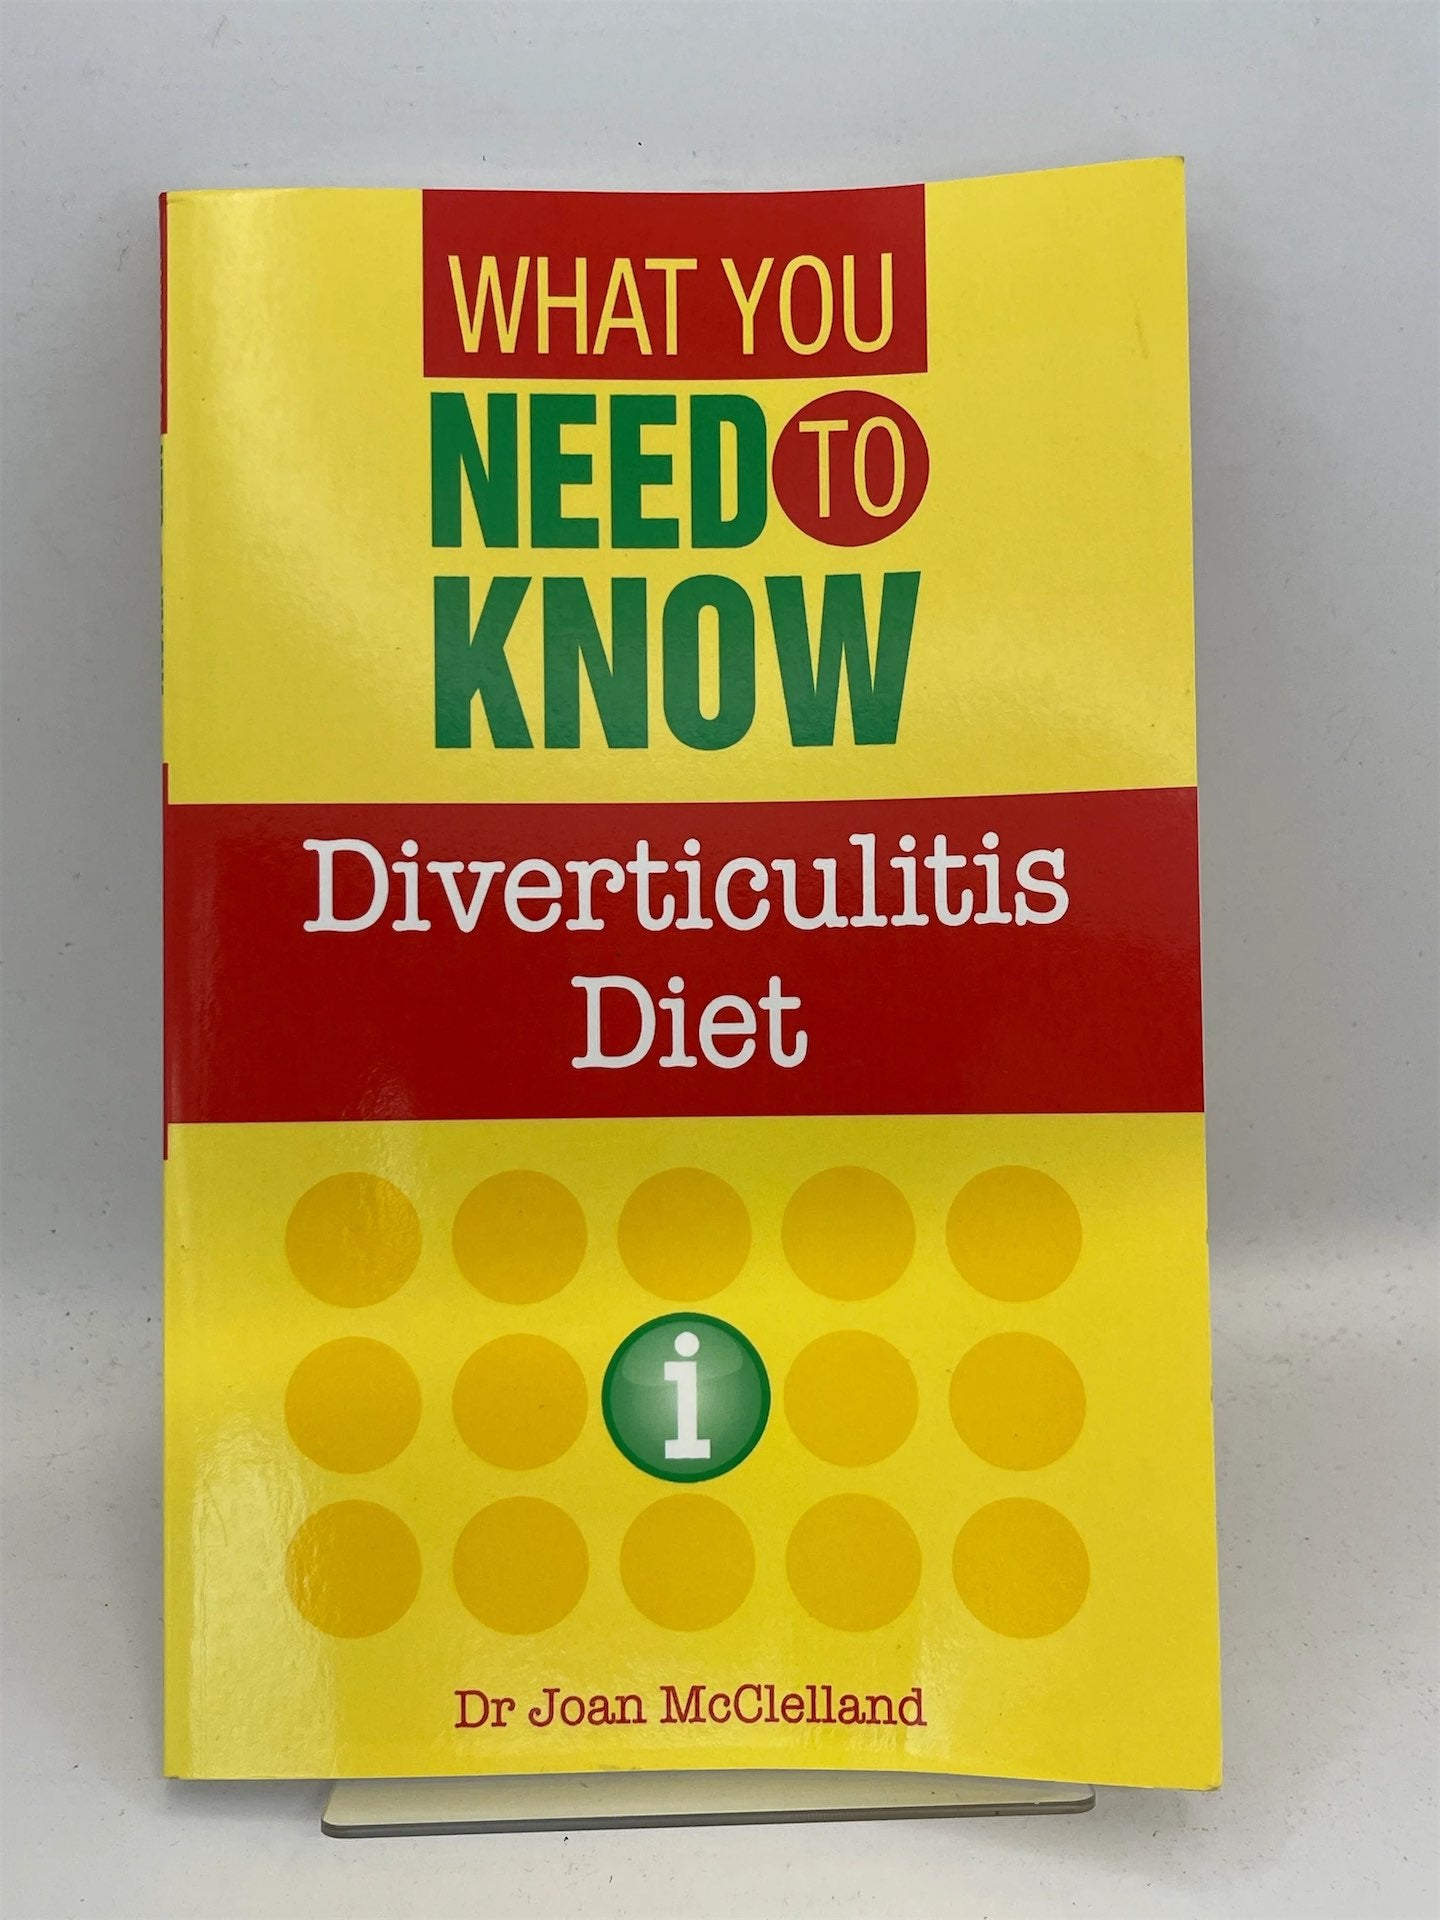 WHAT YOU
NEED TO
KNOW
Diverticulitis
Diet
i
Dr Joan McClelland